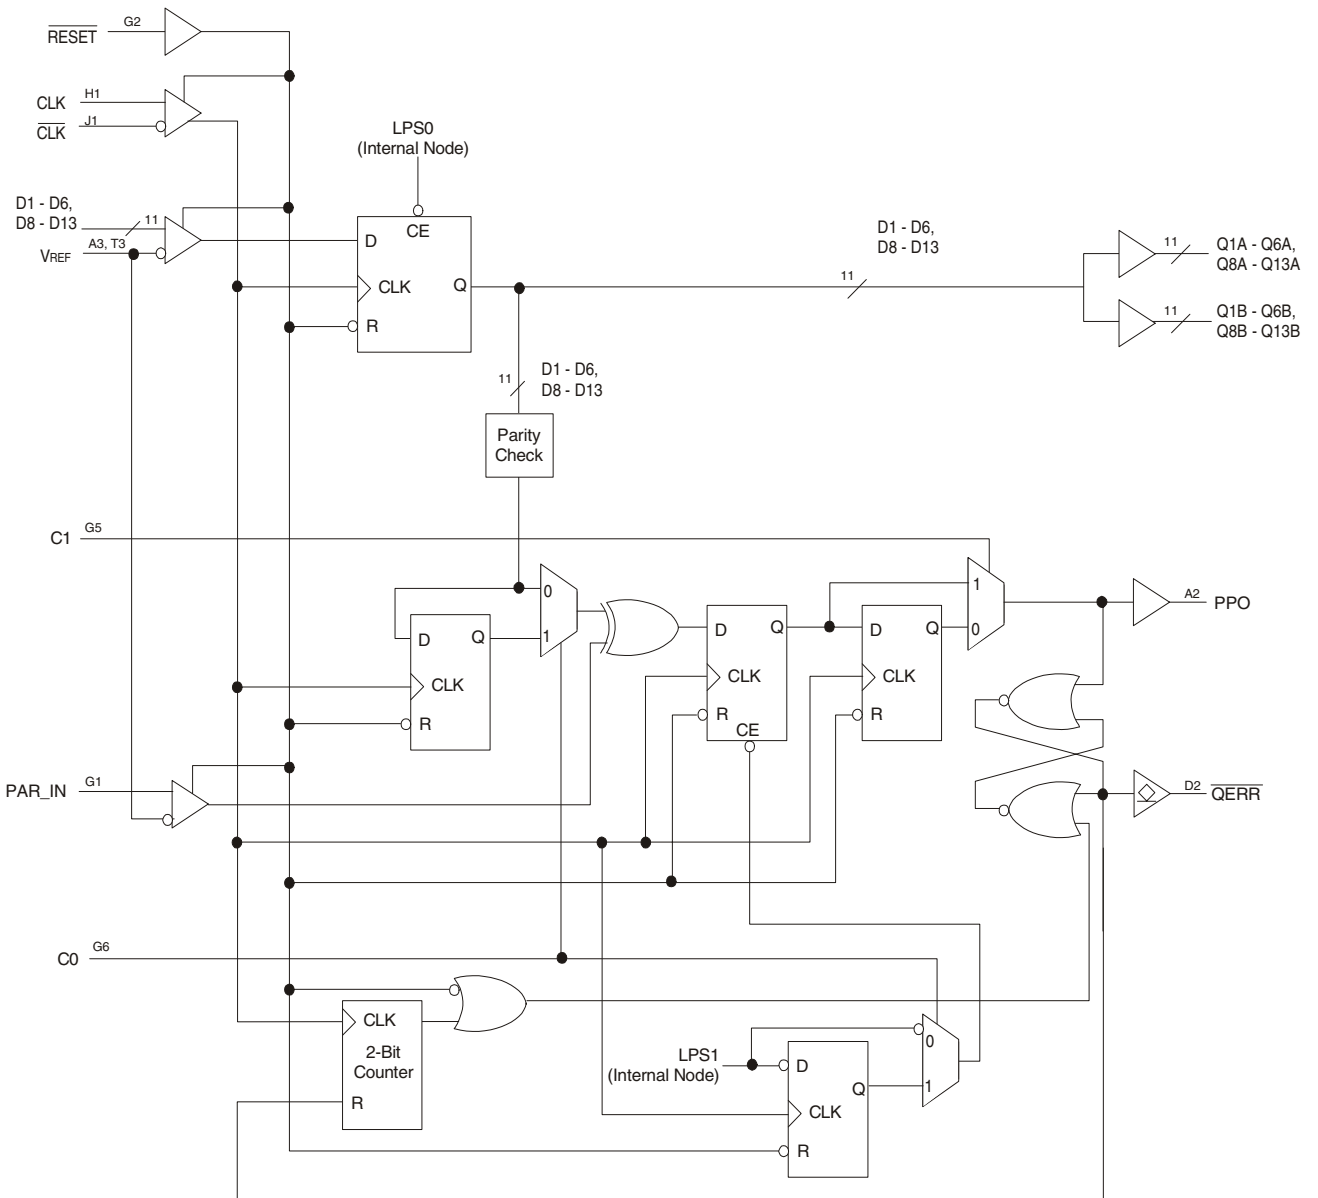 RESET
G2
CLK
H1
CLK
J1
LPS0
(Internal Node)
D1 - D6,
D8 - D13
11
VREF
A3, T3
CE
D
CLK
Q
R
D1 - D6,
D8 - D13
11
11
Q1A - Q6A,
Q8A - Q13A
11
Q1B - Q6B,
Q8B - Q13B
11
D1 - D6,
D8 - D13
Parity
Check
C1
G5
0
1
D
Q
CLK
R
D
Q
CLK
R
CE
D
Q
CLK
R
1
0
A2
PPO
PAR_IN
G1
D2
QERR
C0
G6
CLK
2-Bit
Counter
R
LPS1
(Internal Node)
D
Q
CLK
R
0
1